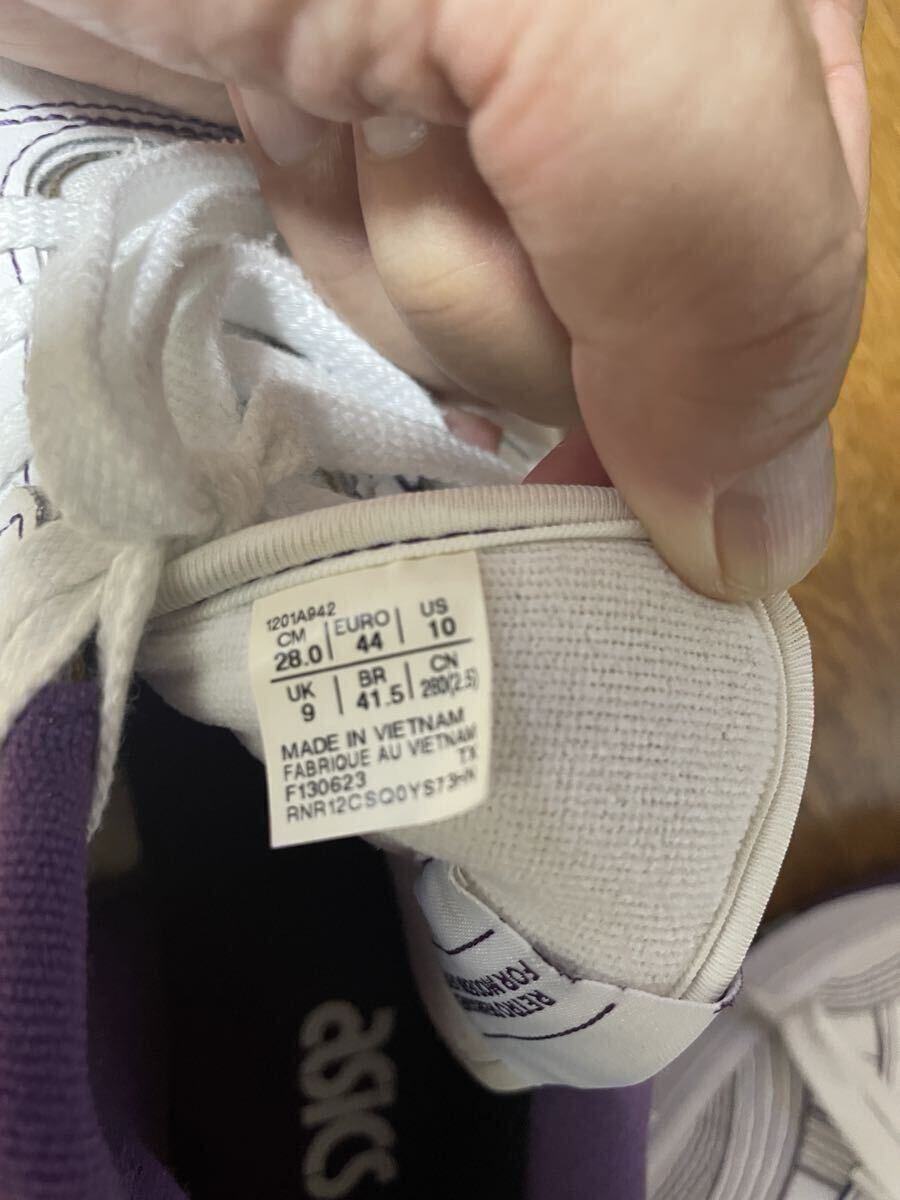 1201A942
CM | EURO | US
28.0 | 44 | 10
UK | BR | CN
9 | 41.5 | 280(2.5)
MADE IN VIETNAM
FABRIQUE AU VIETNAM
F130623 TX
RNR12CSQ0YS73HN
FOR
asics